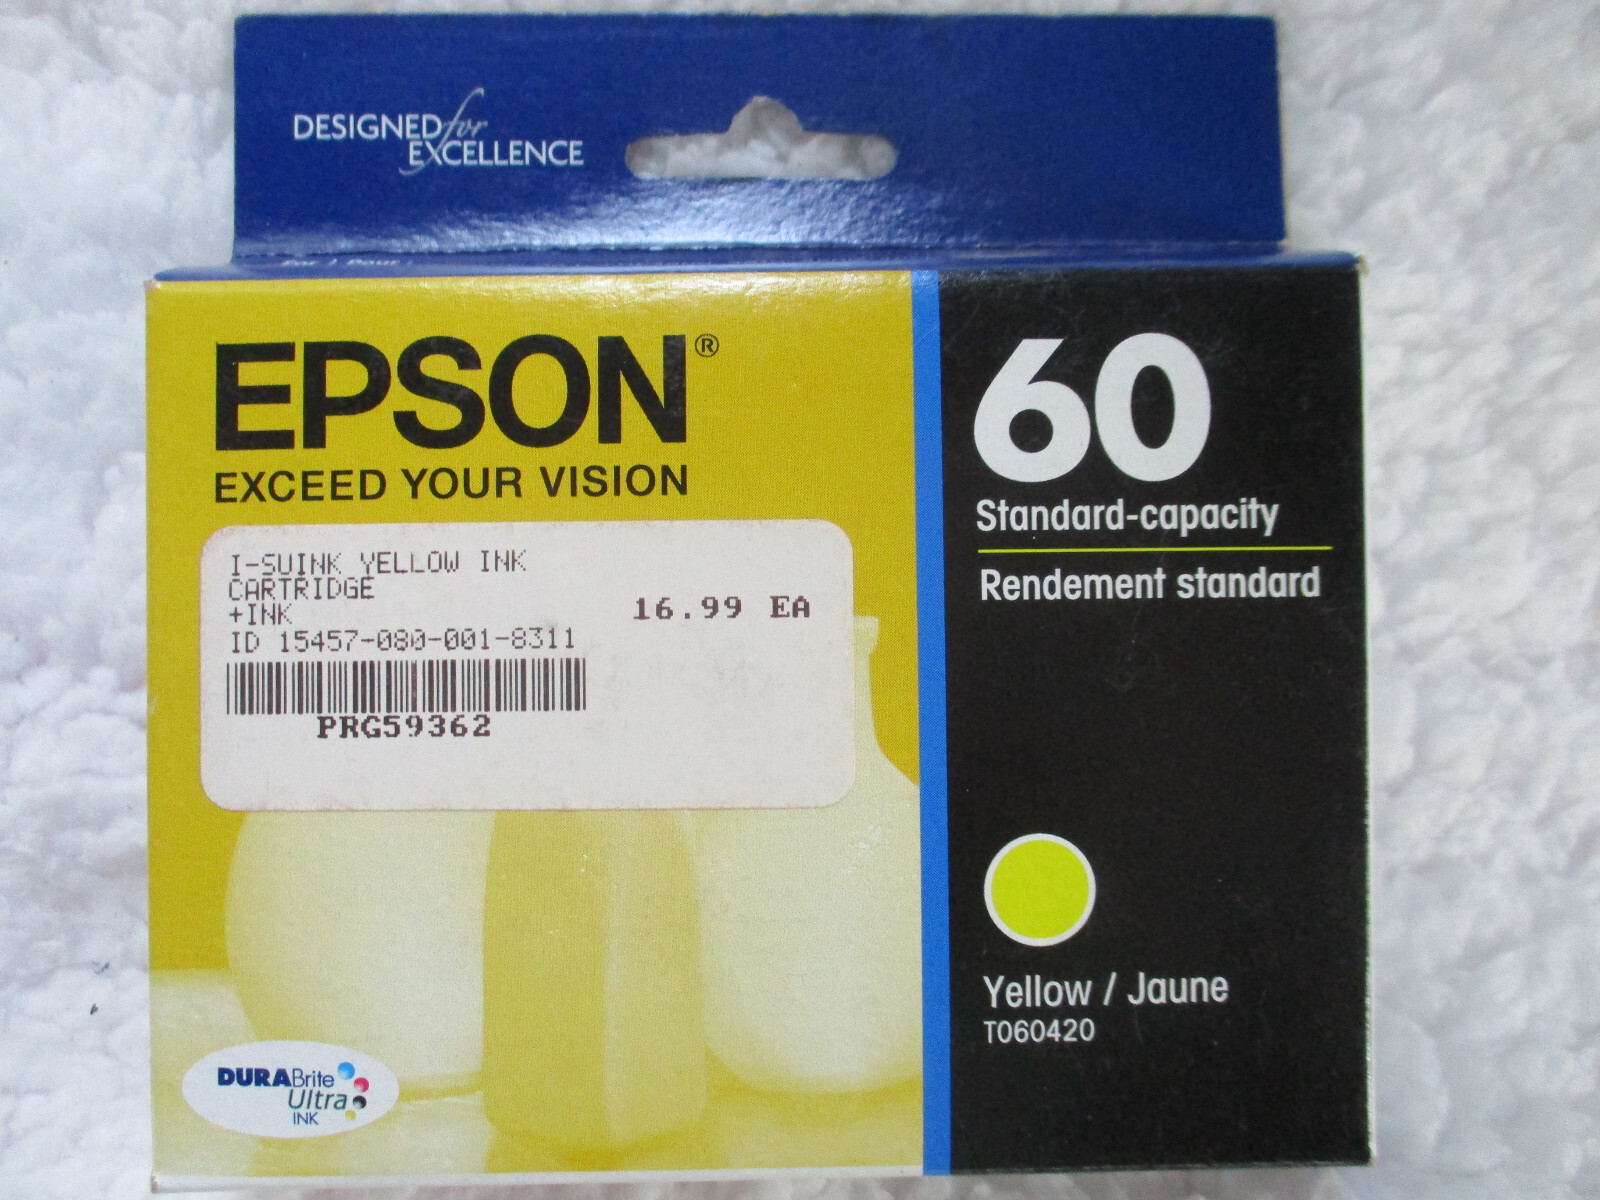 DESIGNED for
EXCELLENCE
EPSON®
EXCEED YOUR VISION
I-SUINK YELLOW INK
CARTRIDGE
+INK
16.99 EA
ID 15457-080-001-8311
PRG59362
60
Standard-capacity
Rendement standard
Yellow / Jaune
T060420
DURABrite
Ultra
INK